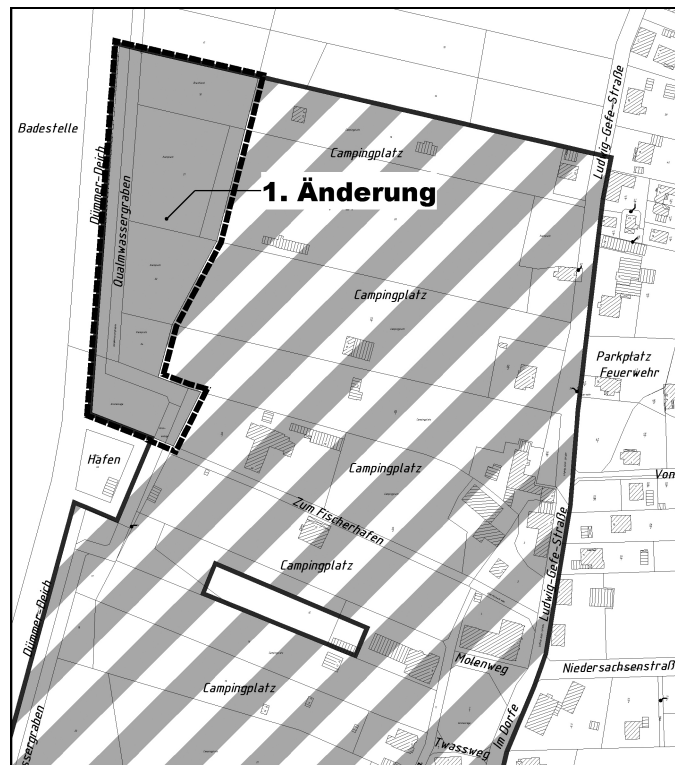 Badestelle
Dümmer-Deich
Qualmwassergraben
1. Änderung
Campingplatz
Ludwig-Gefe-Straße
Campingplatz
Parkplatz
Feuerwehr
Hafen
Campingplatz
Von
Zum Fischerhafen
Ludwig-Gefe-Straße
Campingplatz
Dümmer-Deich
Molenweg
Niedersachsenstraß
Campingplatz
Im Dorfe
Twassweg
ssergraben